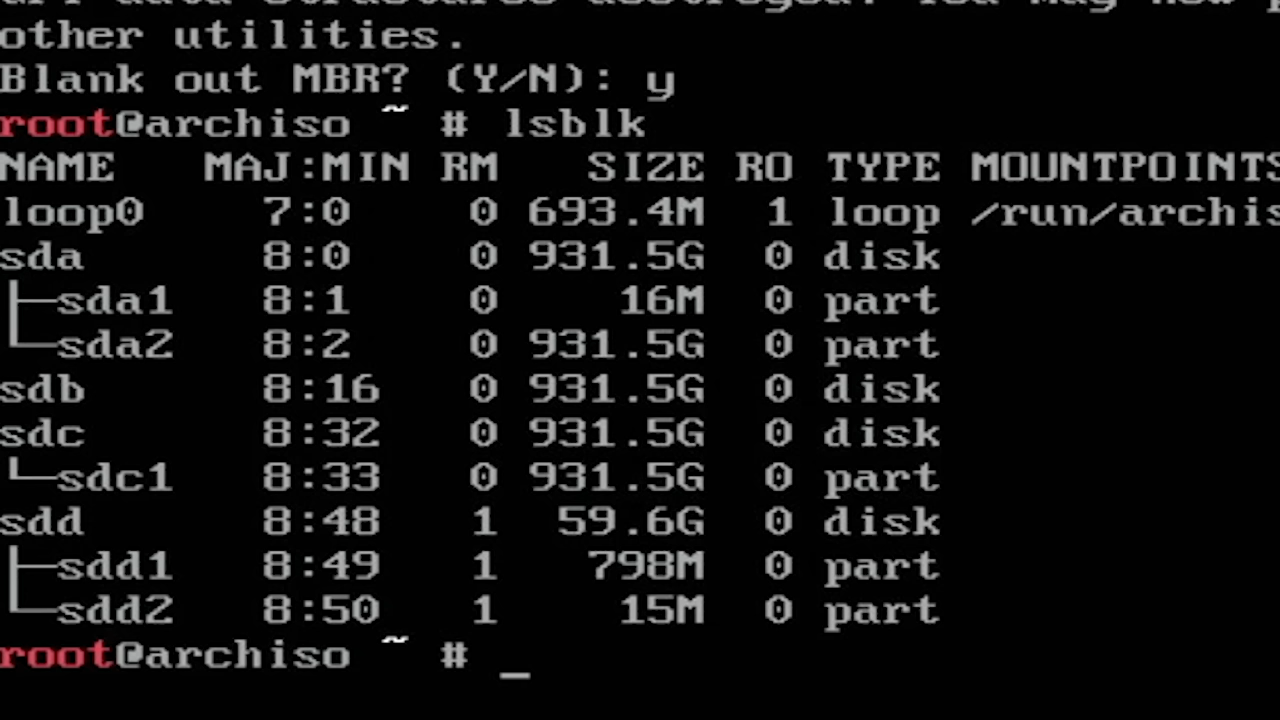 other utilities.
Blank out MBR? (Y/N): y
root@archiso ~ # lsblk
NAME   MAJ:MIN RM   SIZE RO TYPE MOUNTPOINTS
loop0    7:0    0 693.4M  1 loop /run/archis
sda      8:0    0 931.5G  0 disk
├─sda1   8:1    0    16M  0 part
└─sda2   8:2    0 931.5G  0 part
sdb      8:16   0 931.5G  0 disk
sdc      8:32   0 931.5G  0 disk
└─sdc1   8:33   0 931.5G  0 part
sdd      8:48   1  59.6G  0 disk
├─sdd1   8:49   1   798M  0 part
└─sdd2   8:50   1    15M  0 part
root@archiso ~ # _